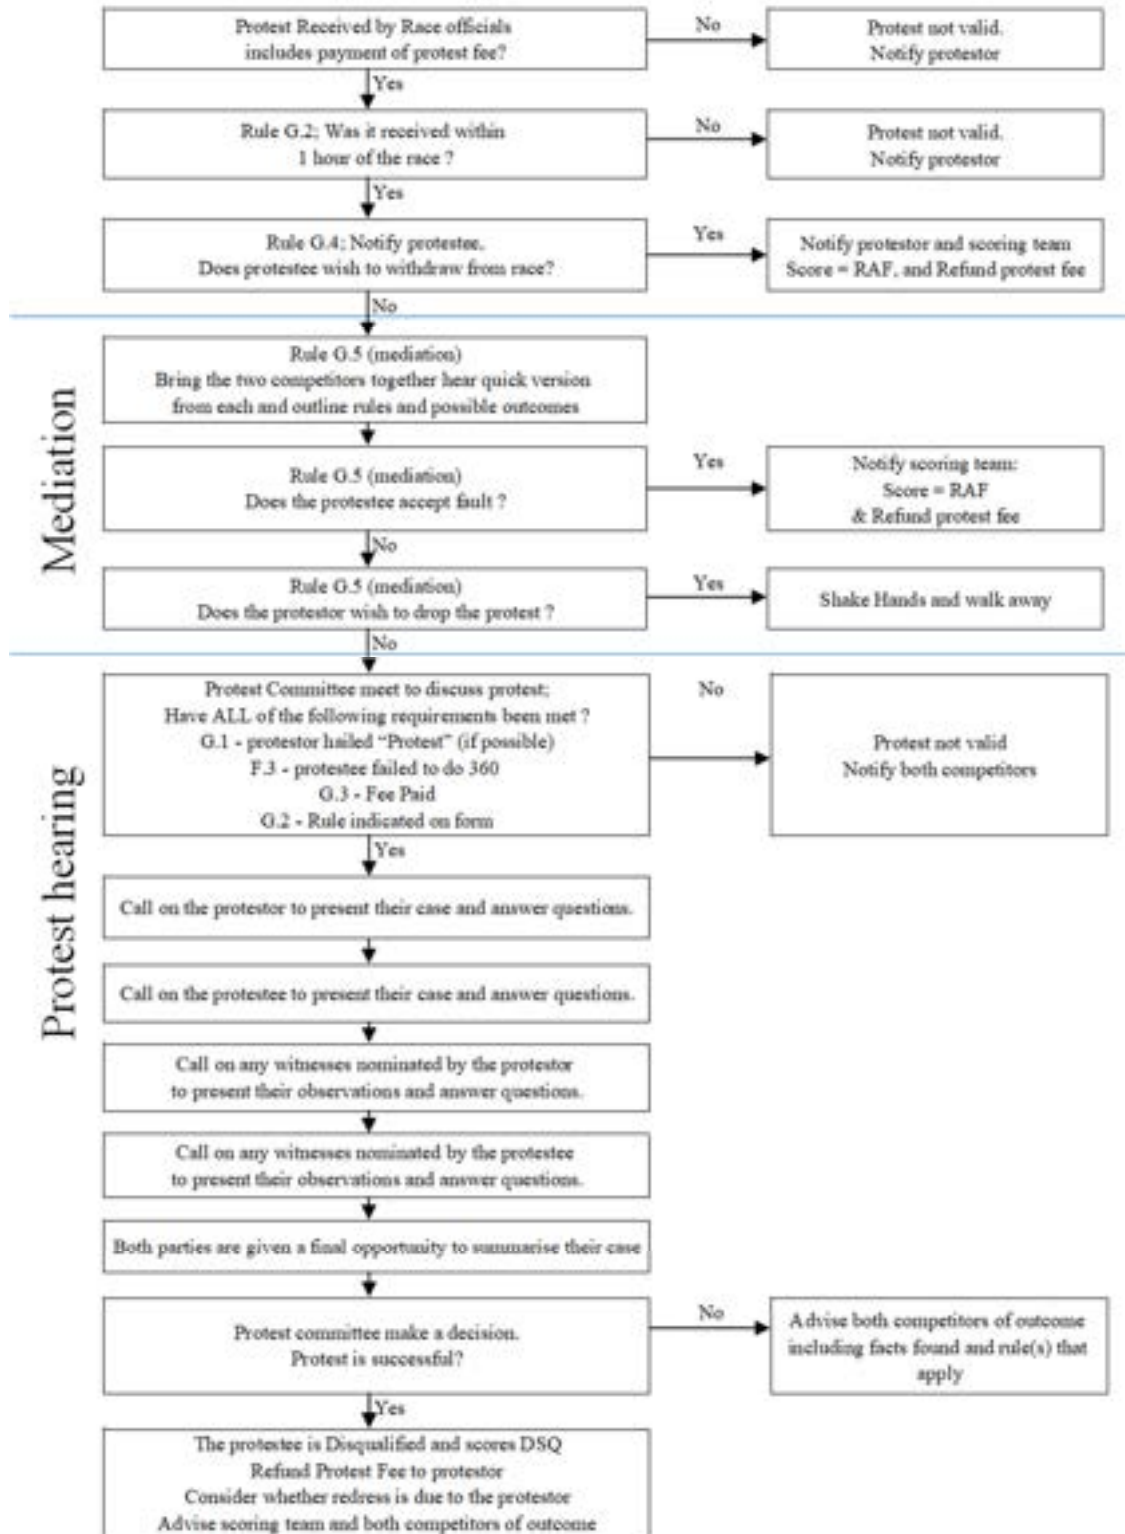 Protest Received by Race officials
includes payment of protest fee?
No
Protest not valid.
Notify protestor
Yes
Rule G.2; Was it received within
1 hour of the race ?
No
Protest not valid.
Notify protestor
Yes
Rule G.4; Notify protestee.
Does protestee wish to withdraw from race?
Yes
Notify protestor and scoring team
Score = RAF, and Refund protest fee
No
Mediation
Rule G.5 (mediation)
Bring the two competitors together hear quick version
from each and outline rules and possible outcomes
Rule G.5 (mediation)
Does the protestee accept fault ?
Yes
Notify scoring team:
Score = RAF
& Refund protest fee
No
Rule G.5 (mediation)
Does the protestor wish to drop the protest ?
Yes
Shake Hands and walk away
No
Protest hearing
Protest Committee meet to discuss protest;
Have ALL of the following requirements been met ?
G.1 - protestor hailed “Protest” (if possible)
F.3 - protestee failed to do 360
G.3 - Fee Paid
G.2 - Rule indicated on form
No
Protest not valid
Notify both competitors
Yes
Call on the protestor to present their case and answer questions.
Call on the protestee to present their case and answer questions.
Call on any witnesses nominated by the protestor
to present their observations and answer questions.
Call on any witnesses nominated by the protestee
to present their observations and answer questions.
Both parties are given a final opportunity to summarise their case
Protest committee make a decision.
Protest is successful?
No
Advise both competitors of outcome
including facts found and rule(s) that
apply
Yes
The protestee is Disqualified and scores DSQ
Refund Protest Fee to protestor
Consider whether redress is due to the protestor
Advise scoring team and both competitors of outcome